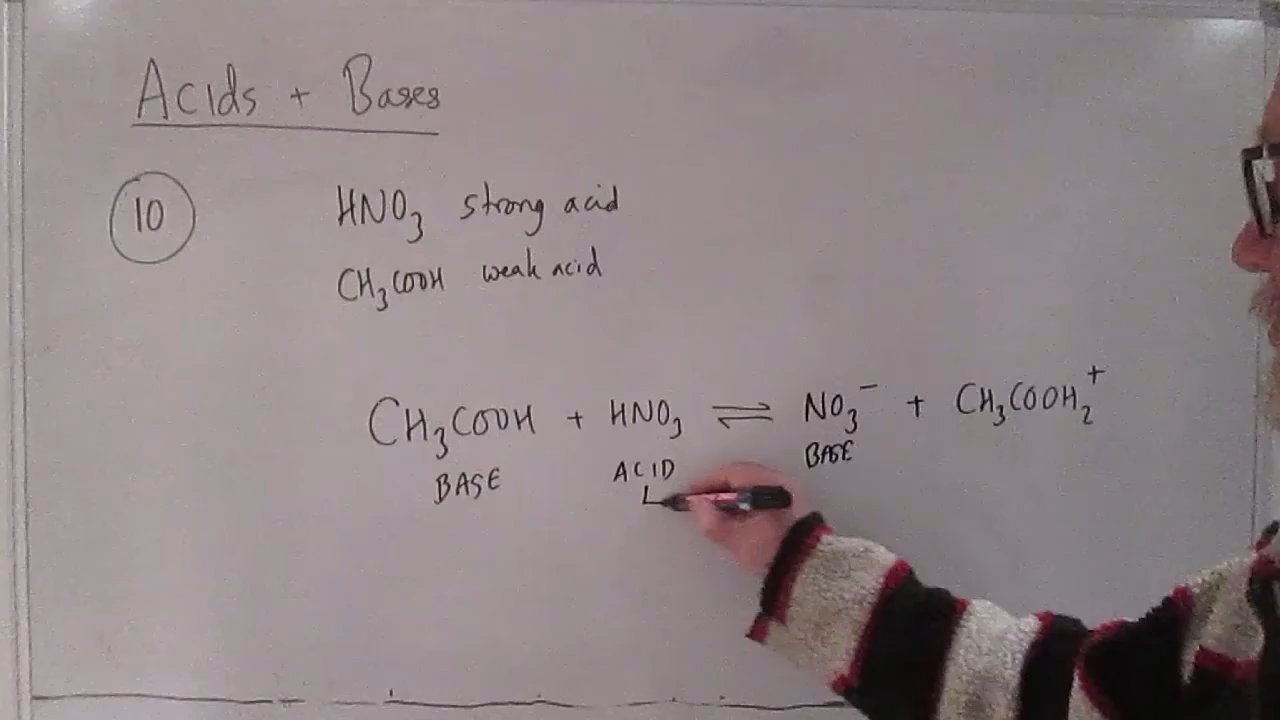 Acids + Bases
10 HNO₃ strong acid
CH₃COOH weak acid
CH₃COOH + HNO₃ ⇌ NO₃⁻ + CH₃COOH₂⁺
BASE ACID BASE